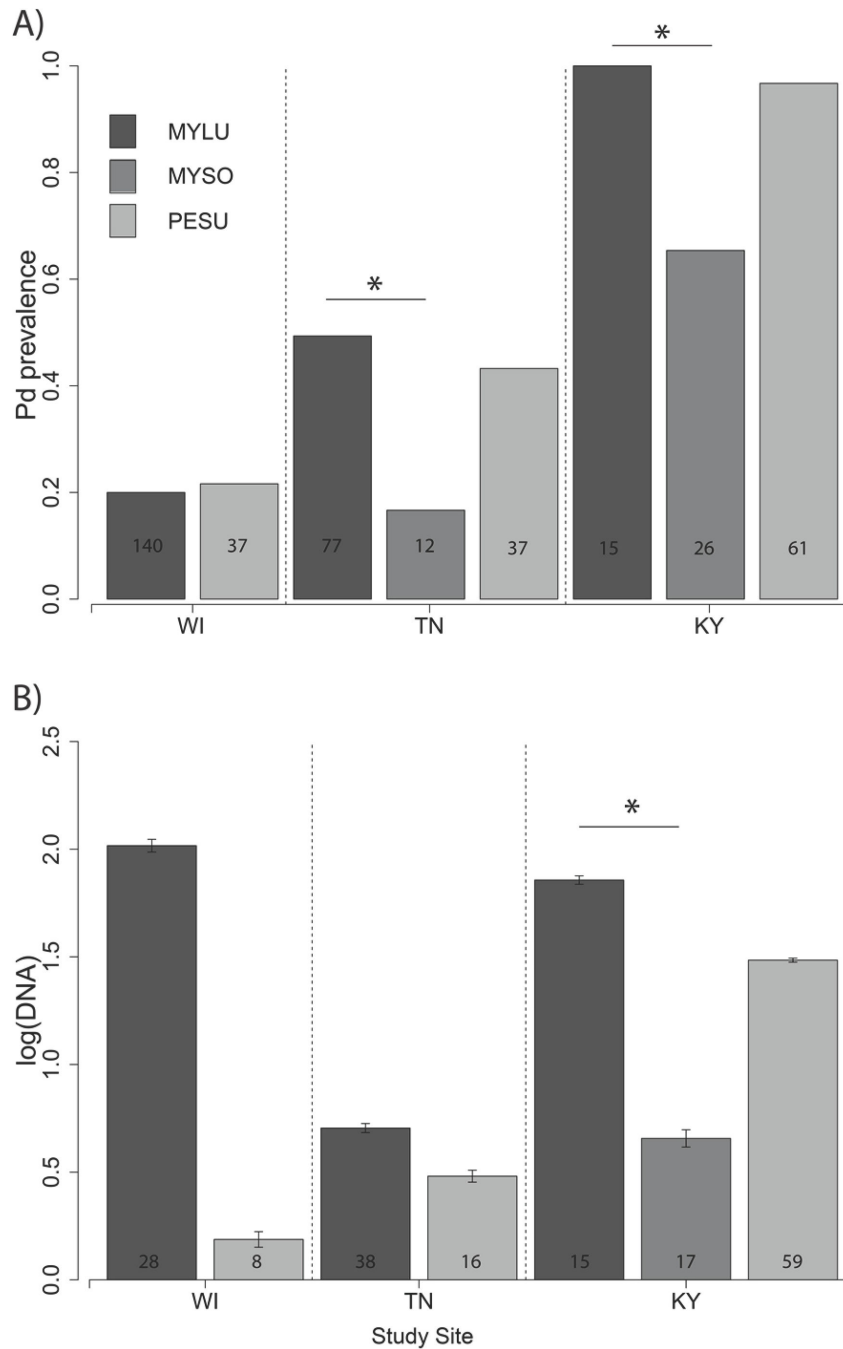 A)
*
*
1.0
0.8
0.6
0.4
0.2
0.0
Pd prevalence
MYLU
MYSO
PESU
140
37
77
12
37
15
26
61
WI
TN
KY
B)
2.5
2.0
1.5
1.0
0.5
0.0
log(DNA)
*
28
8
38
16
15
17
59
WI
TN
KY
Study Site